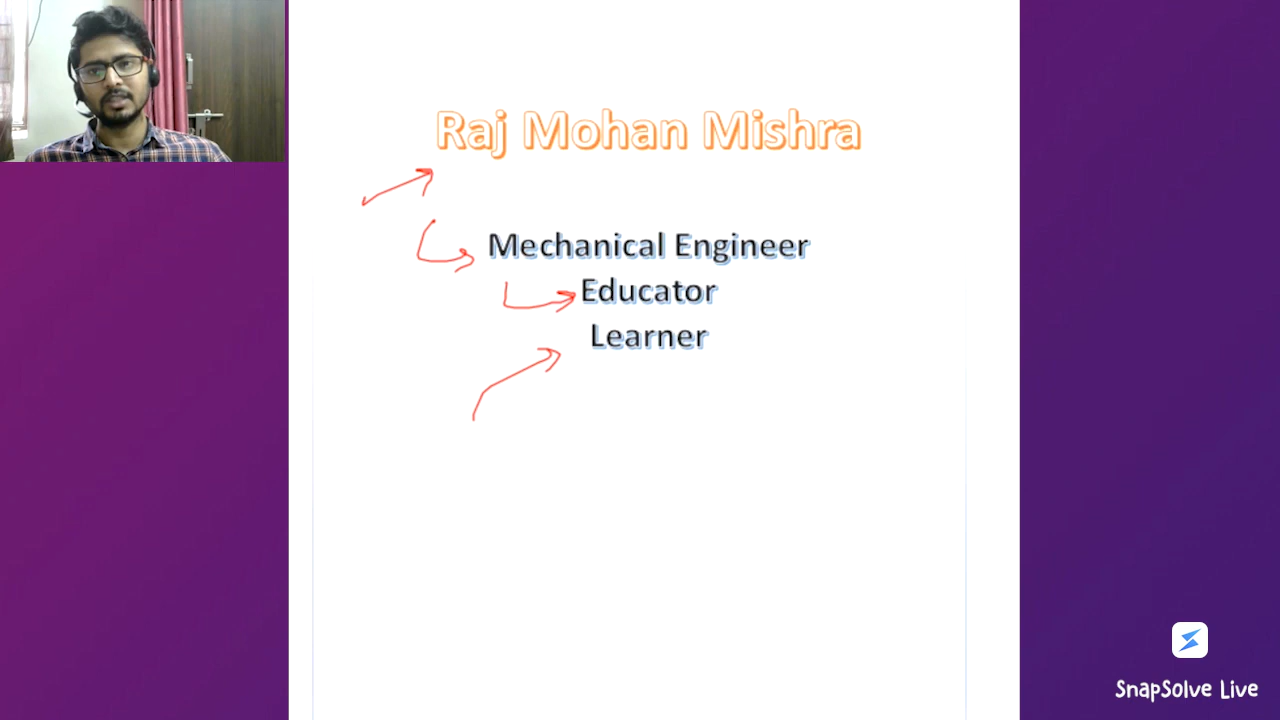 Raj Mohan Mishra
Mechanical Engineer
Educator
Learner
SnapSolve Live